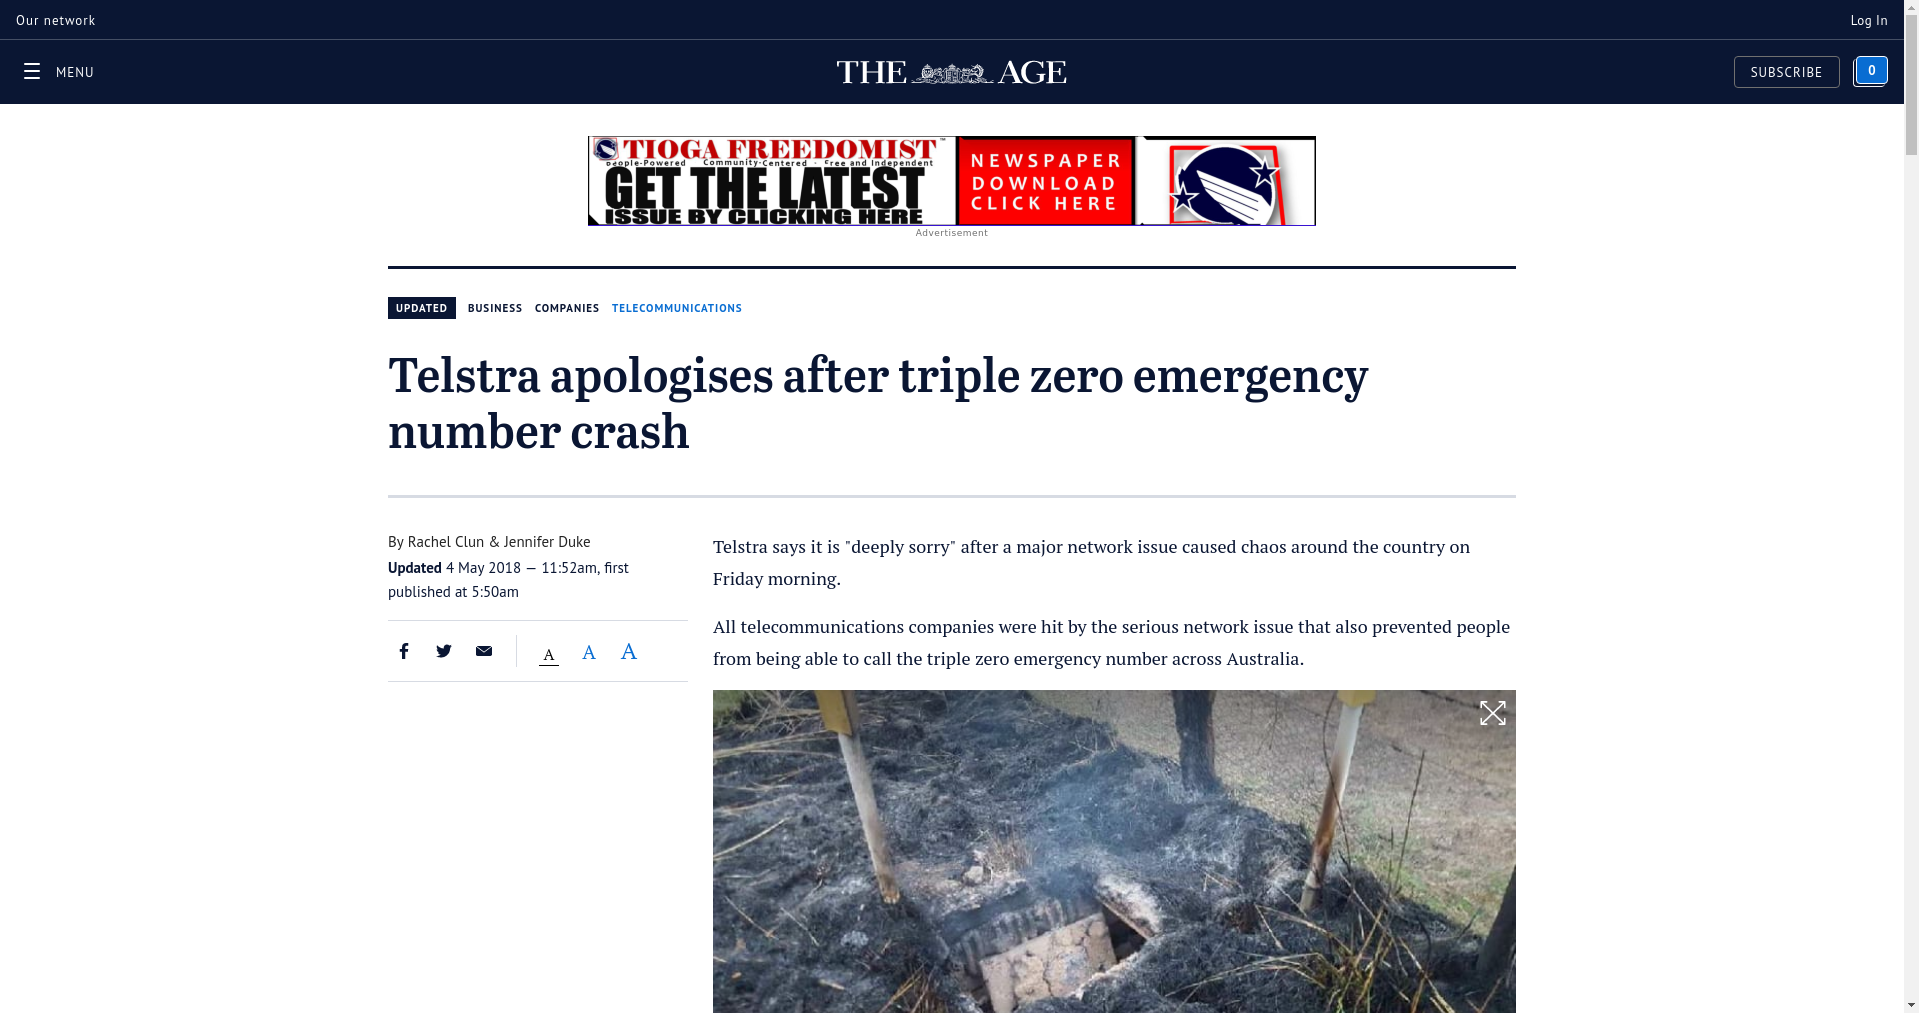 Our network
Log In
MENU
THE AGE
SUBSCRIBE
0
TIOGA FREEDOMIST
™
People-Powered Community-Centered · Free and Independent
GET THE LATEST
ISSUE BY CLICKING HERE
NEWSPAPER
DOWNLOAD
CLICK HERE
Advertisement
UPDATED BUSINESS COMPANIES TELECOMMUNICATIONS
Telstra apologises after triple zero emergency
number crash
By Rachel Clun & Jennifer Duke
Updated 4 May 2018 — 11:52am, first
published at 5:50am
A A A
Telstra says it is "deeply sorry" after a major network issue caused chaos around the country on
Friday morning.
All telecommunications companies were hit by the serious network issue that also prevented people
from being able to call the triple zero emergency number across Australia.